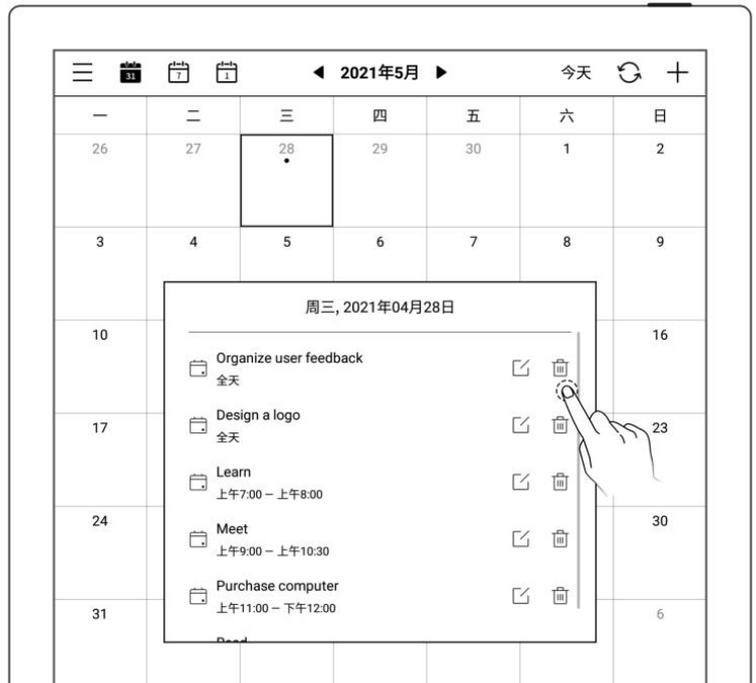 31
7
1
2021年5月
今天
一 二 三 四 五 六 日
26 27 28 29 30 1 2
3 4 5 6 7 8 9
周三, 2021年04月28日
10 16
Organize user feedback
全天
Design a logo
全天
17 23
Learn
上午7:00 – 上午8:00
24 30
Meet
上午9:00 – 上午10:30
Purchase computer
上午11:00 – 下午12:00
31 6